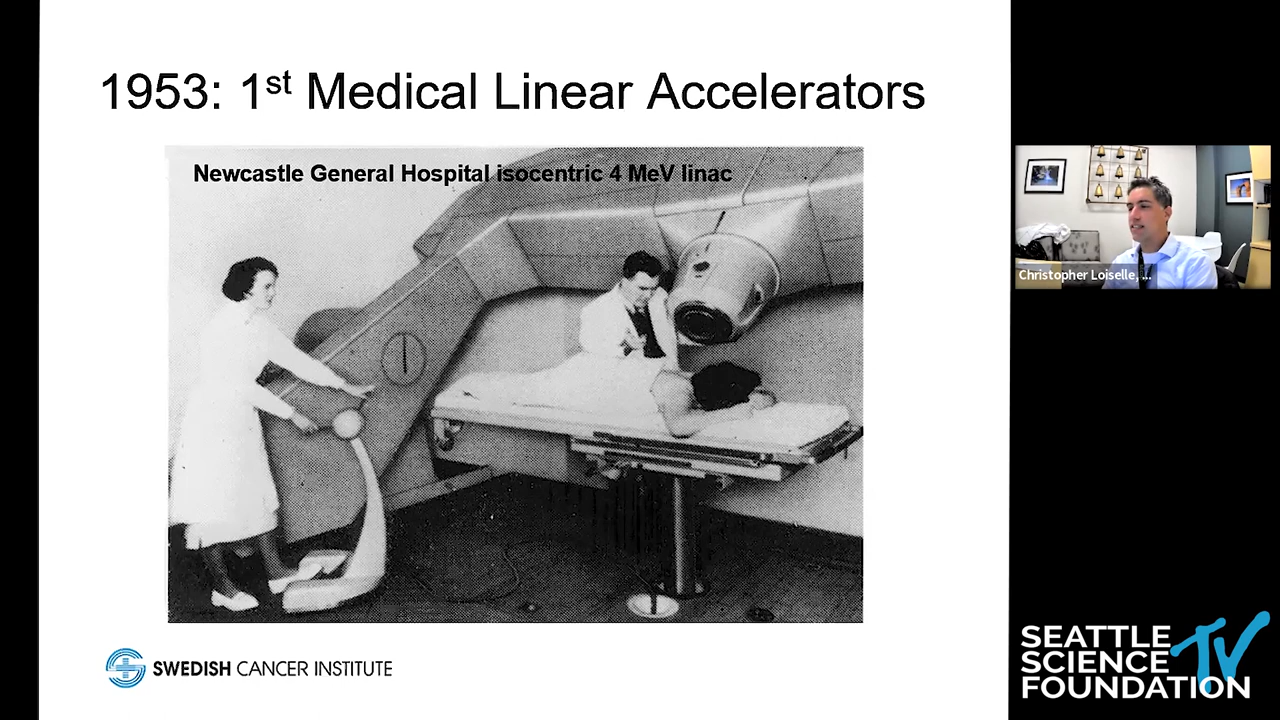 1953: 1st Medical Linear Accelerators
Newcastle General Hospital isocentric 4 MeV linac
Christopher Loiselle, ...
SWEDISH CANCER INSTITUTE
SEATTLE
SCIENCE
FOUNDATION
TV